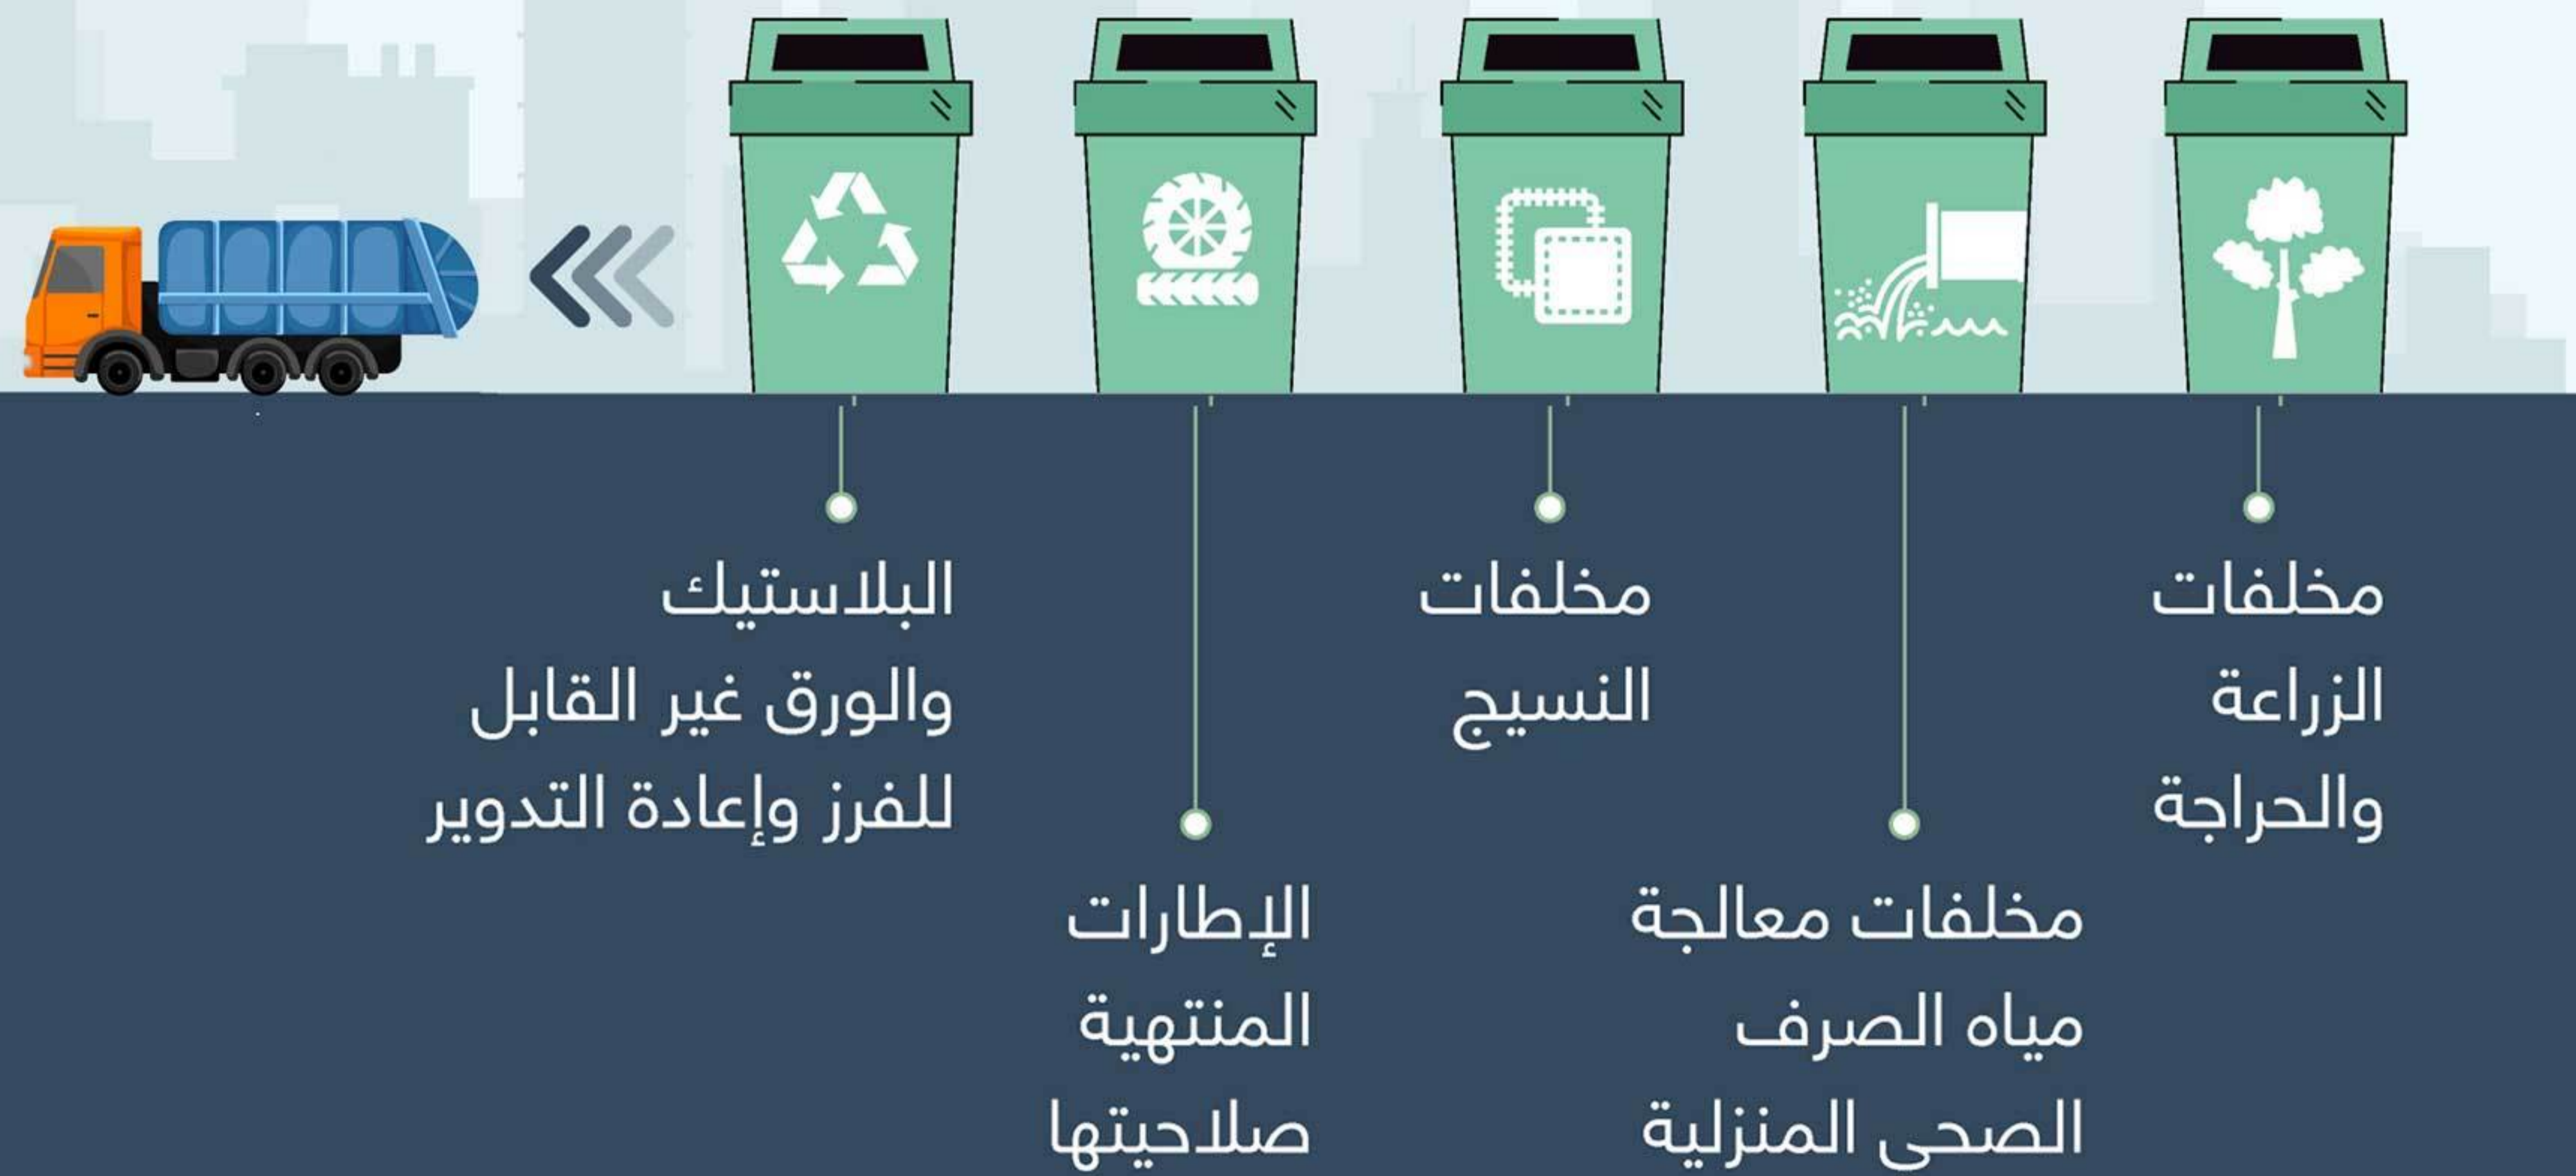 مخلفات
الزراعة
والحراجة
مخلفات معالجة
مياه الصرف
الصحى المنزلية
مخلفات
النسيج
الإطارات
المنتهية
صلاحيتها
البلاستيك
والورق غير القابل
للفرز وإعادة التدوير